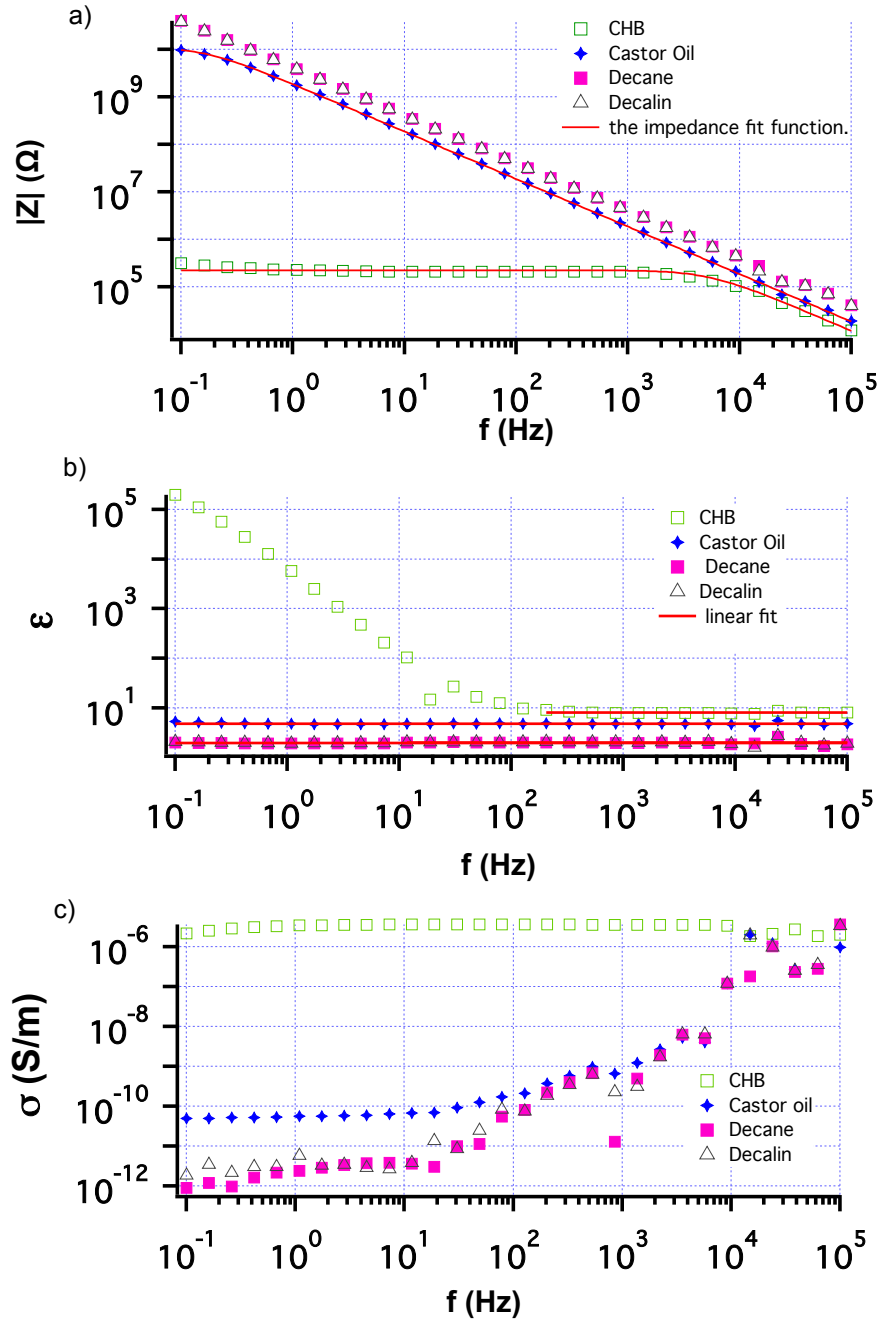 a)
CHB
Castor Oil
Decane
Decalin
the impedance fit function.
|Z| (Ω)
10^9
10^7
10^5
10^-1 10^0 10^1 10^2 10^3 10^4 10^5
f (Hz)
b)
CHB
Castor Oil
Decane
Decalin
linear fit
ε
10^5
10^3
10^1
10^-1 10^0 10^1 10^2 10^3 10^4 10^5
f (Hz)
c)
σ (S/m)
10^-6
10^-8
10^-10
10^-12
CHB
Castor oil
Decane
Decalin
10^-1 10^0 10^1 10^2 10^3 10^4 10^5
f (Hz)